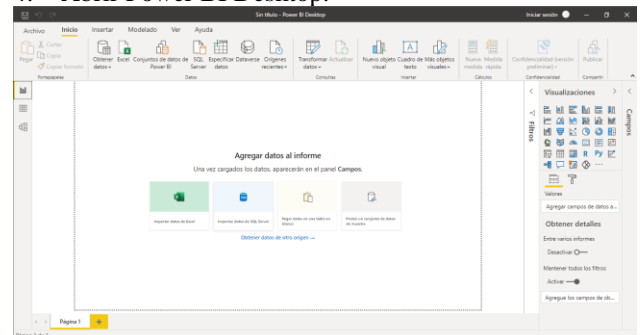 4. Abrir Power BI Desktop.
Sin título - Power BI Desktop
Iniciar sesión
Archivo Inicio Insertar Modelado Ver Ayuda
Pegar
Cortar
Copiar
Copiar formato
Portapapeles
Obtener datos
Excel
Conjuntos de datos de Power BI
SQL Server
Especificar datos
Dataverse
Orígenes recientes
Datos
Transformar datos
Actualizar
Consultas
Nuevo objeto visual
Cuadro de texto
Más objetos visuales
Insertar
Nueva medida
Medida rápida
Cálculos
Confidencialidad (versión preliminar)
Confidencialidad
Publicar
Compartir
Agregar datos al informe
Una vez cargados los datos, aparecerán en el panel Campos.
Importar datos de Excel
Importar datos de SQL Server
Pegar datos en una tabla en blanco
Probar un conjunto de datos de muestra
Obtener datos de otro origen →
Filtros
Visualizaciones
Campos
R Py
Valores
Agregar campos de datos a...
Obtener detalles
Entre varios informes
Desactivar
Mantener todos los filtros
Activar
Agregue los campos de ob...
Página 1